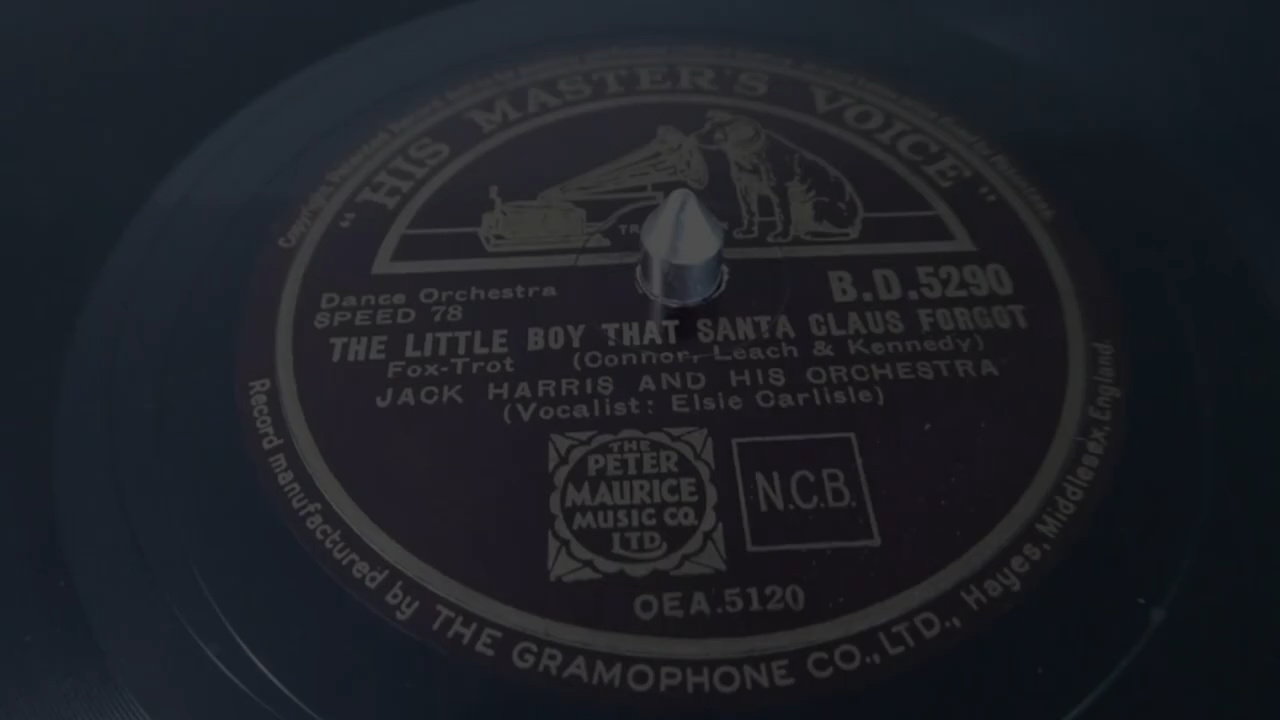 "HIS MASTER'S VOICE"
Dance Orchestra
SPEED 78
B.D.5290
THE LITTLE BOY THAT SANTA CLAUS FORGOT
Fox-Trot (Connor, Leach & Kennedy)
JACK HARRIS AND HIS ORCHESTRA
(Vocalist: Elsie Carlisle)
THE
PETER
MAURICE
MUSIC CO.
LTD.
N.C.B.
OEA.5120
Record manufactured by THE GRAMOPHONE CO., LTD., Hayes, Middlesex, England.